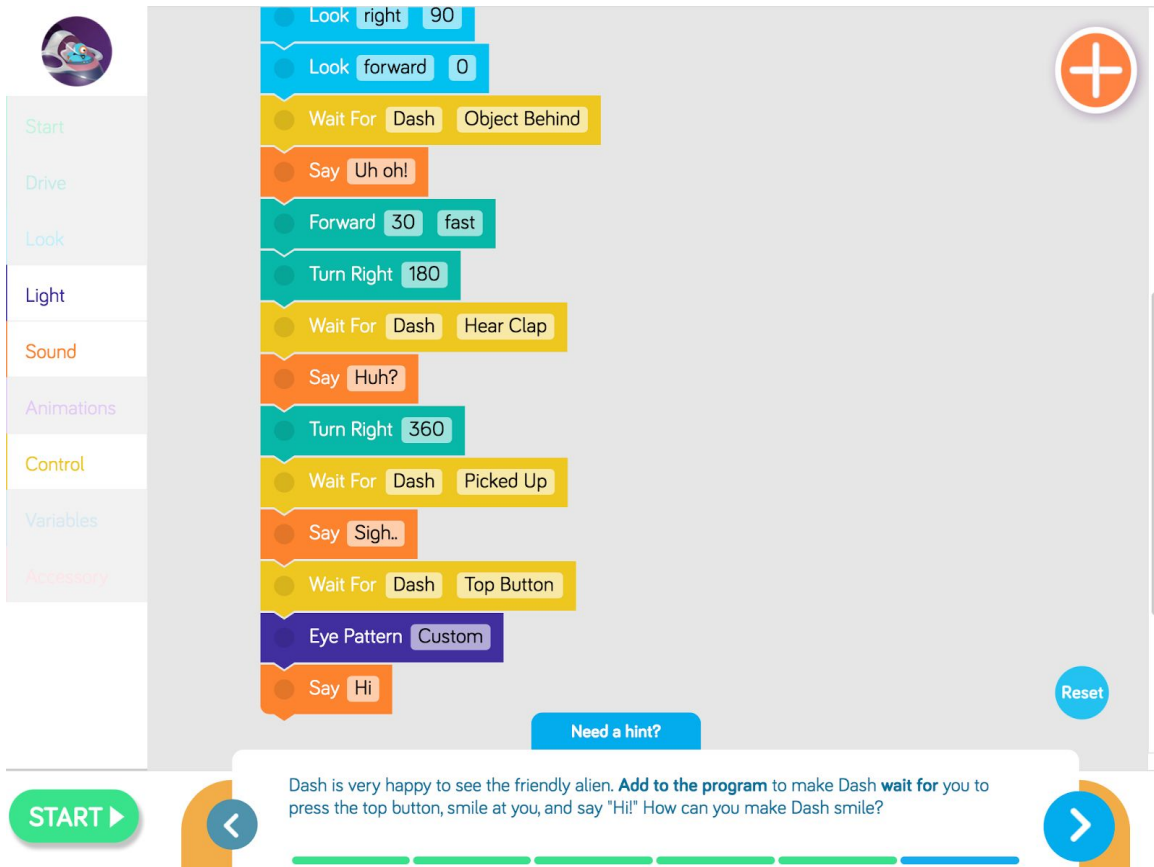 Look right 90
Look forward 0
Wait For Dash Object Behind
Start
Say Uh oh!
Drive
Forward 30 fast
Look
Turn Right 180
Light
Wait For Dash Hear Clap
Sound
Say Huh?
Animations
Turn Right 360
Control
Wait For Dash Picked Up
Variables
Say Sigh..
Accessory
Wait For Dash Top Button
Eye Pattern Custom
Say Hi
Reset
Need a hint?
Dash is very happy to see the friendly alien. Add to the program to make Dash wait for you to
press the top button, smile at you, and say "Hi!" How can you make Dash smile?
START